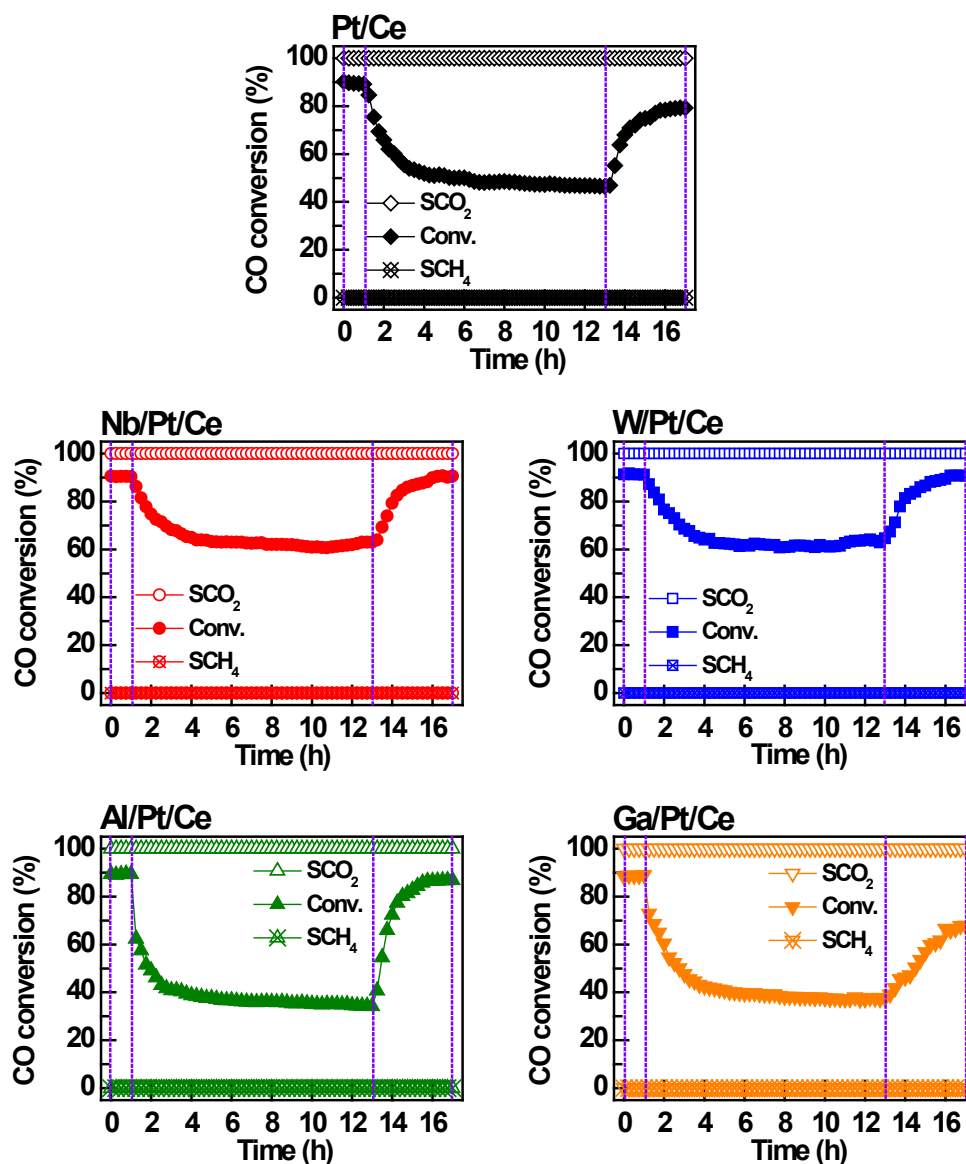 Pt/Ce
CO conversion (%)
100
80
60
40
20
0
SCO₂
Conv.
SCH₄
0 2 4 6 8 10 12 14 16
Time (h)
Nb/Pt/Ce
CO conversion (%)
100
80
60
40
20
0
SCO₂
Conv.
SCH₄
0 2 4 6 8 10 12 14 16
Time (h)
W/Pt/Ce
CO conversion (%)
100
80
60
40
20
0
SCO₂
Conv.
SCH₄
0 2 4 6 8 10 12 14 16
Time (h)
Al/Pt/Ce
CO conversion (%)
100
80
60
40
20
0
SCO₂
Conv.
SCH₄
0 2 4 6 8 10 12 14 16
Time (h)
Ga/Pt/Ce
CO conversion (%)
100
80
60
40
20
0
SCO₂
Conv.
SCH₄
0 2 4 6 8 10 12 14 16
Time (h)